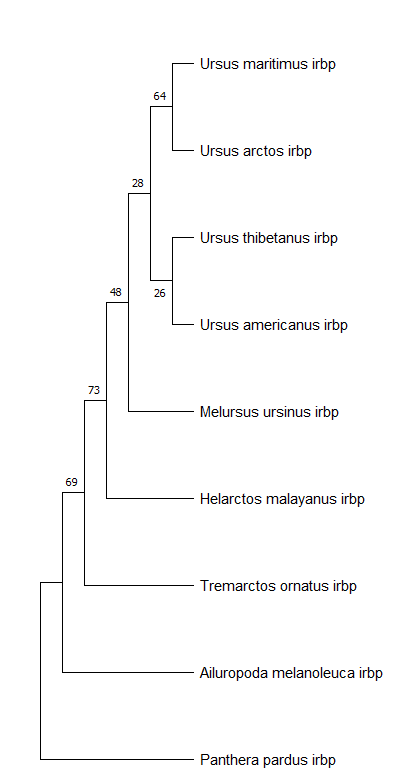 Ursus maritimus irbp
64
Ursus arctos irbp
28
Ursus thibetanus irbp
26
Ursus americanus irbp
48
Melursus ursinus irbp
73
Helarctos malayanus irbp
69
Tremarctos ornatus irbp
Ailuropoda melanoleuca irbp
Panthera pardus irbp